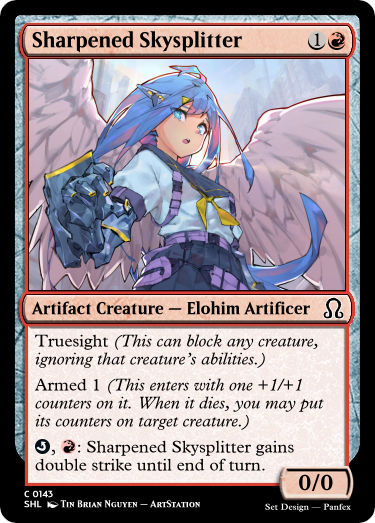 Sharpened Skysplitter 1
Artifact Creature — Elohim Artificer
Truesight (This can block any creature,
ignoring that creature's abilities.)
Armed 1 (This enters with one +1/+1
counters on it. When it dies, you may put
its counters on target creature.)
, : Sharpened Skysplitter gains
double strike until end of turn.
0/0
C 0143
SHL Tin Brian Nguyen — ArtStation
Set Design — Panfex